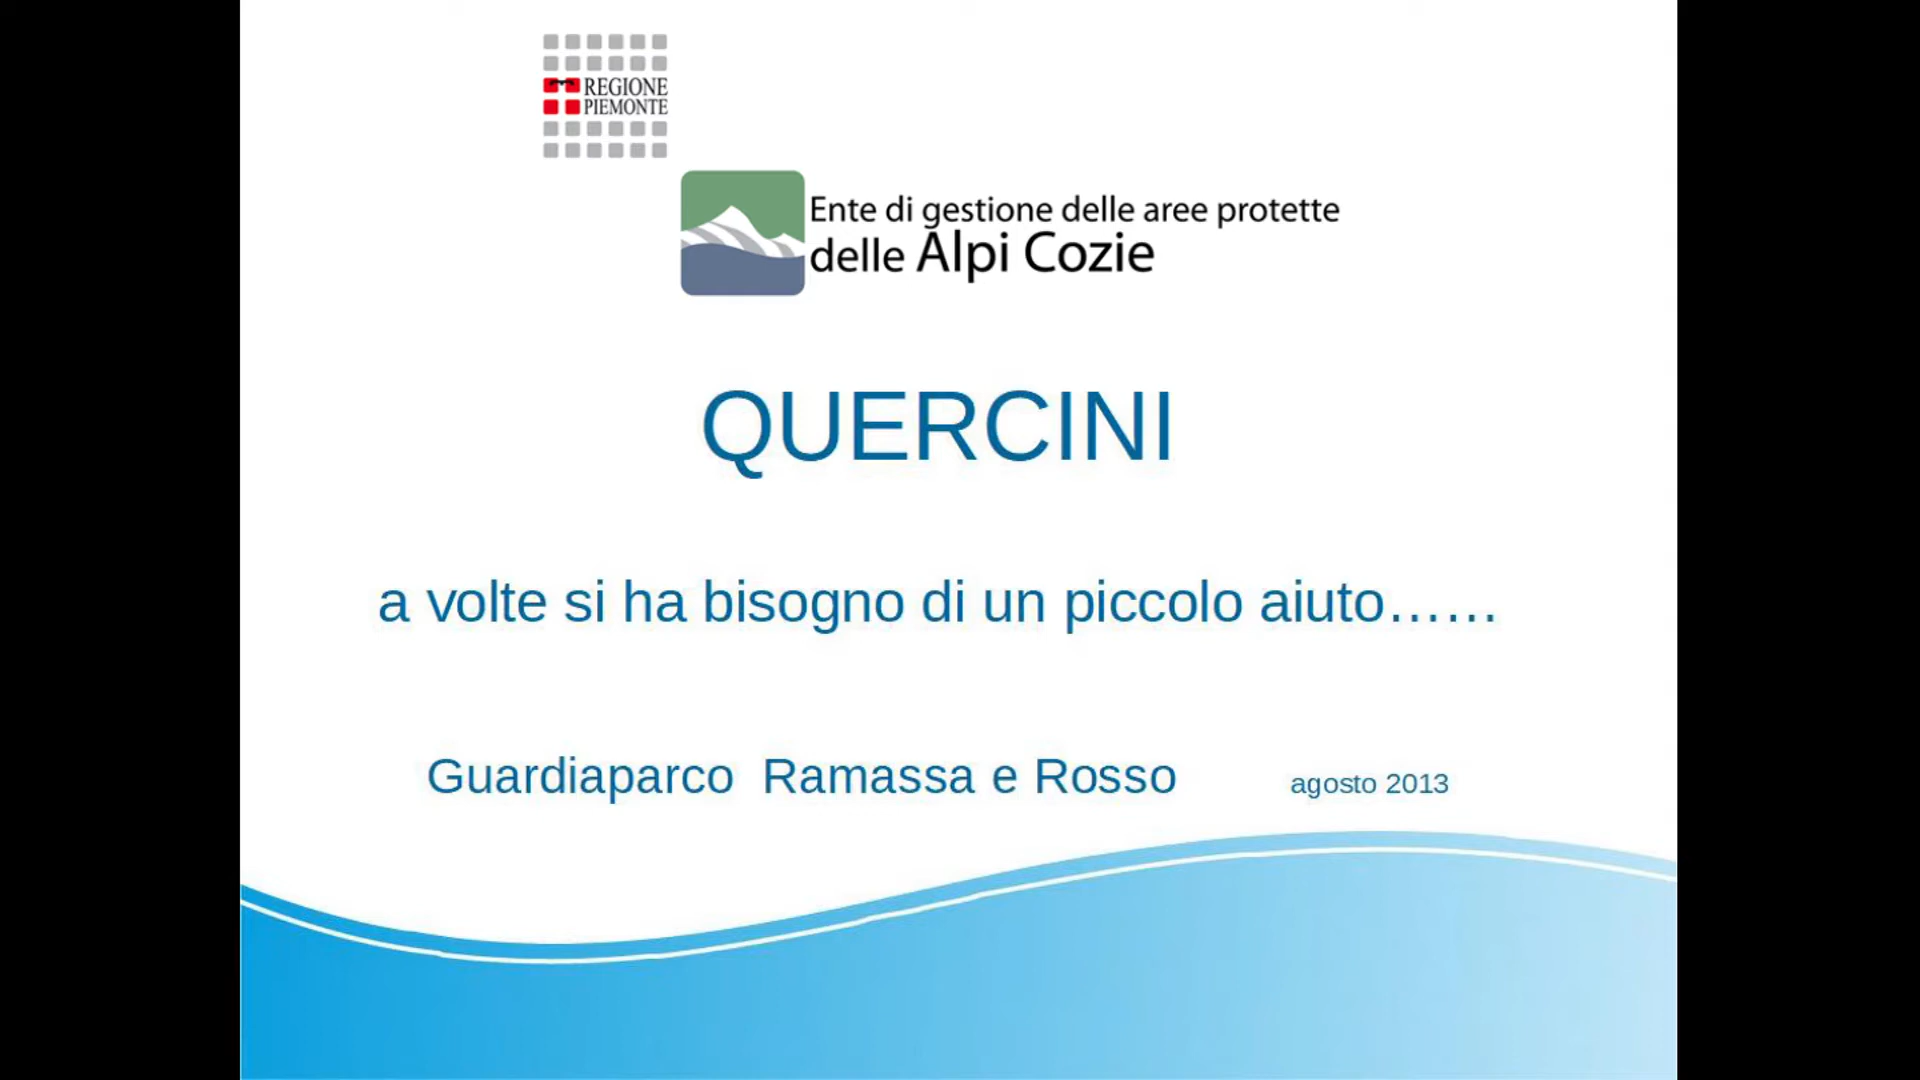 REGIONE
PIEMONTE
Ente di gestione delle aree protette
delle Alpi Cozie
QUERCINI
a volte si ha bisogno di un piccolo aiuto……
Guardiaparco Ramassa e Rosso agosto 2013